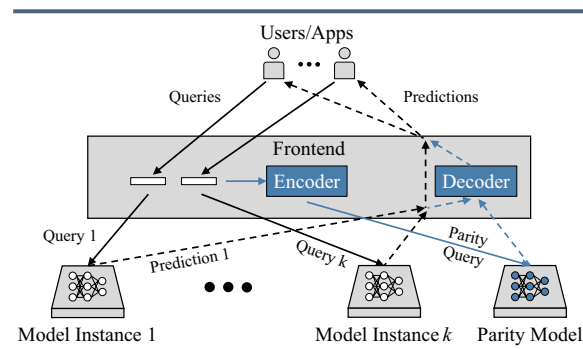 Users/Apps
Queries
Predictions
Frontend
Encoder
Decoder
Query 1
Prediction 1
Query k
Parity
Query
Model Instance 1
Model Instance k
Parity Model